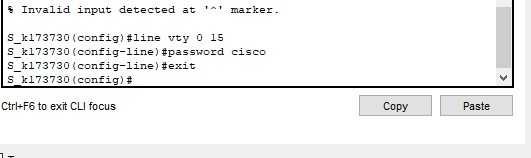 % Invalid input detected at '^' marker.
S_k173730(config)#line vty 0 15
S_k173730(config-line)#password cisco
S_k173730(config-line)#exit
S_k173730(config)#
Ctrl+F6 to exit CLI focus
Copy
Paste